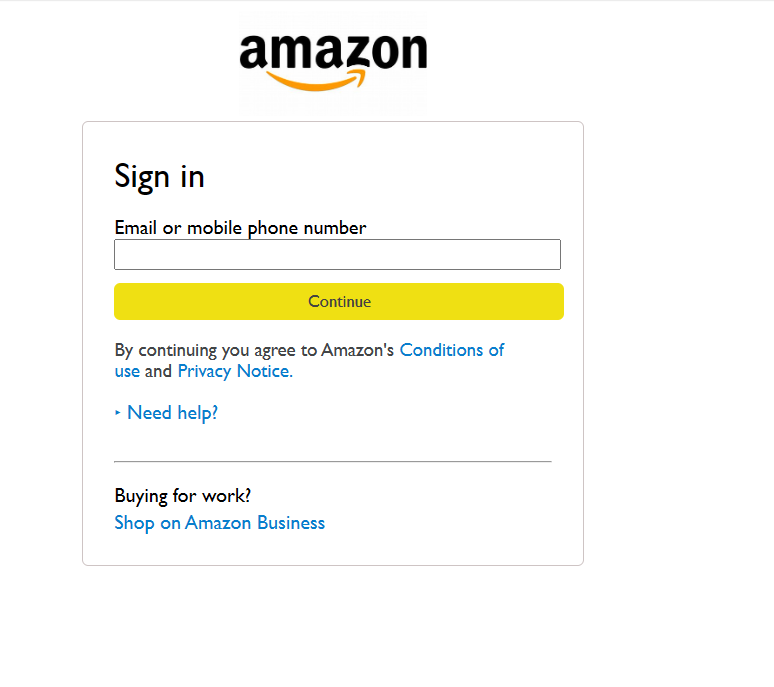 amazon
Sign in
Email or mobile phone number
Continue
By continuing you agree to Amazon's Conditions of
use and Privacy Notice.
‣ Need help?
Buying for work?
Shop on Amazon Business